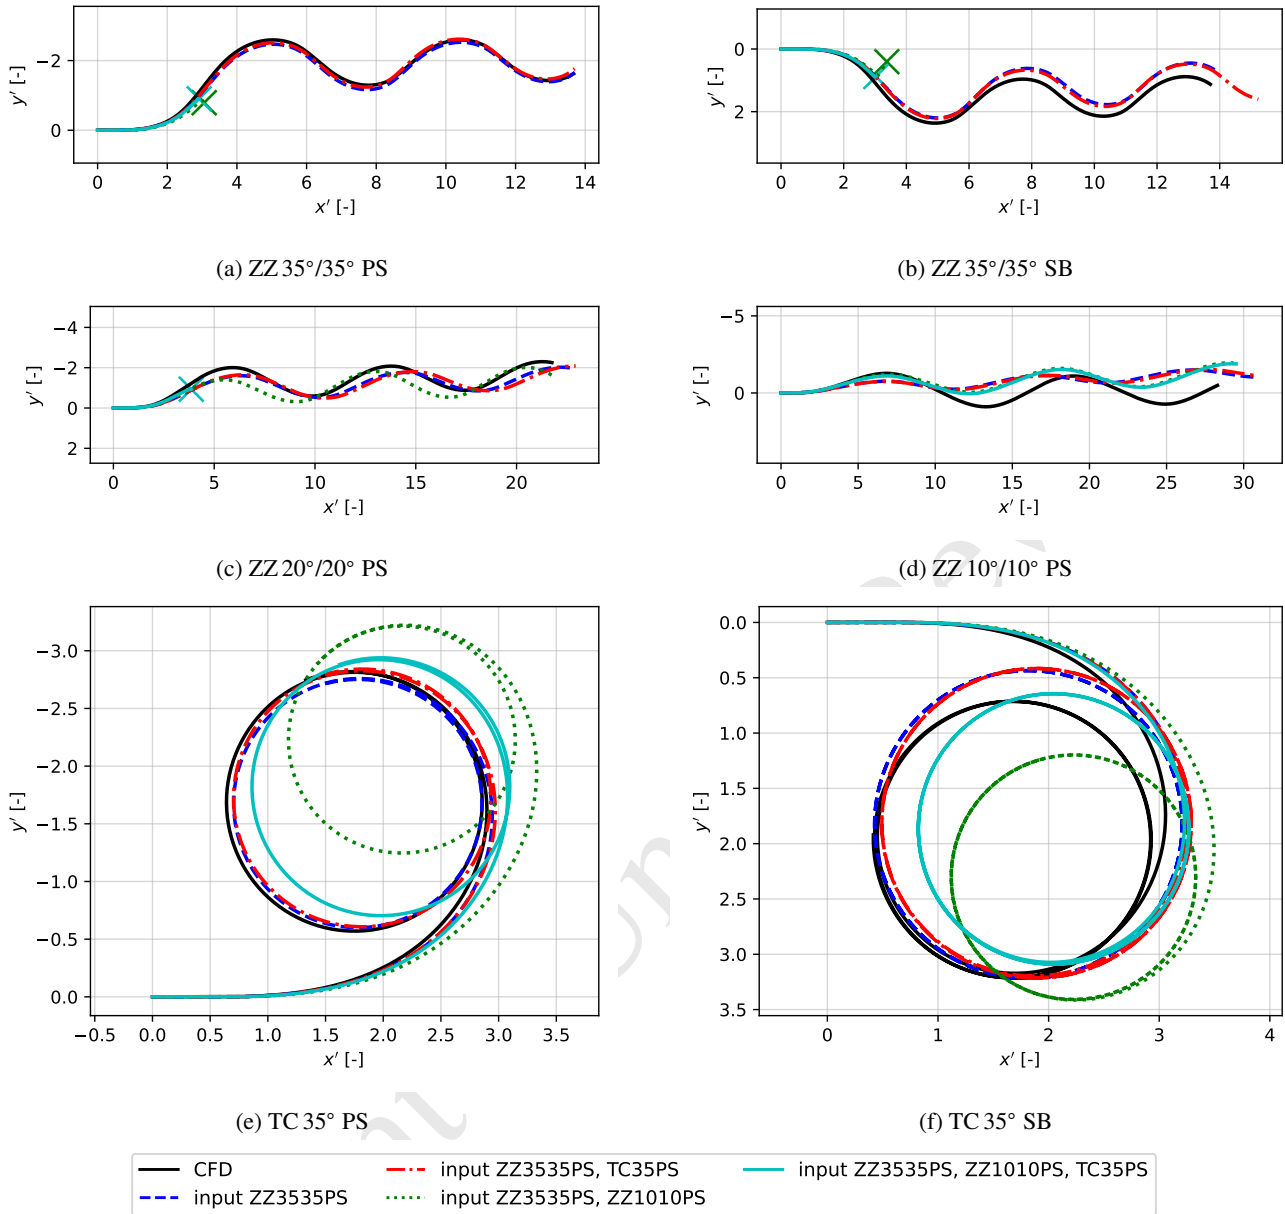 −2
0
y′ [-]
0 2 4 6 8 10 12 14
x′ [-]
(a) ZZ 35°/35° PS
0
2
y′ [-]
0 2 4 6 8 10 12 14
x′ [-]
(b) ZZ 35°/35° SB
−4
−2
0
2
y′ [-]
0 5 10 15 20
x′ [-]
(c) ZZ 20°/20° PS
−5
0
y′ [-]
0 5 10 15 20 25 30
x′ [-]
(d) ZZ 10°/10° PS
−3.0
−2.5
−2.0
−1.5
−1.0
−0.5
0.0
y′ [-]
−0.5 0.0 0.5 1.0 1.5 2.0 2.5 3.0 3.5
x′ [-]
(e) TC 35° PS
0.0
0.5
1.0
1.5
2.0
2.5
3.0
3.5
y′ [-]
0 1 2 3 4
x′ [-]
(f) TC 35° SB
CFD
input ZZ3535PS
input ZZ3535PS, TC35PS
input ZZ3535PS, ZZ1010PS
input ZZ3535PS, ZZ1010PS, TC35PS